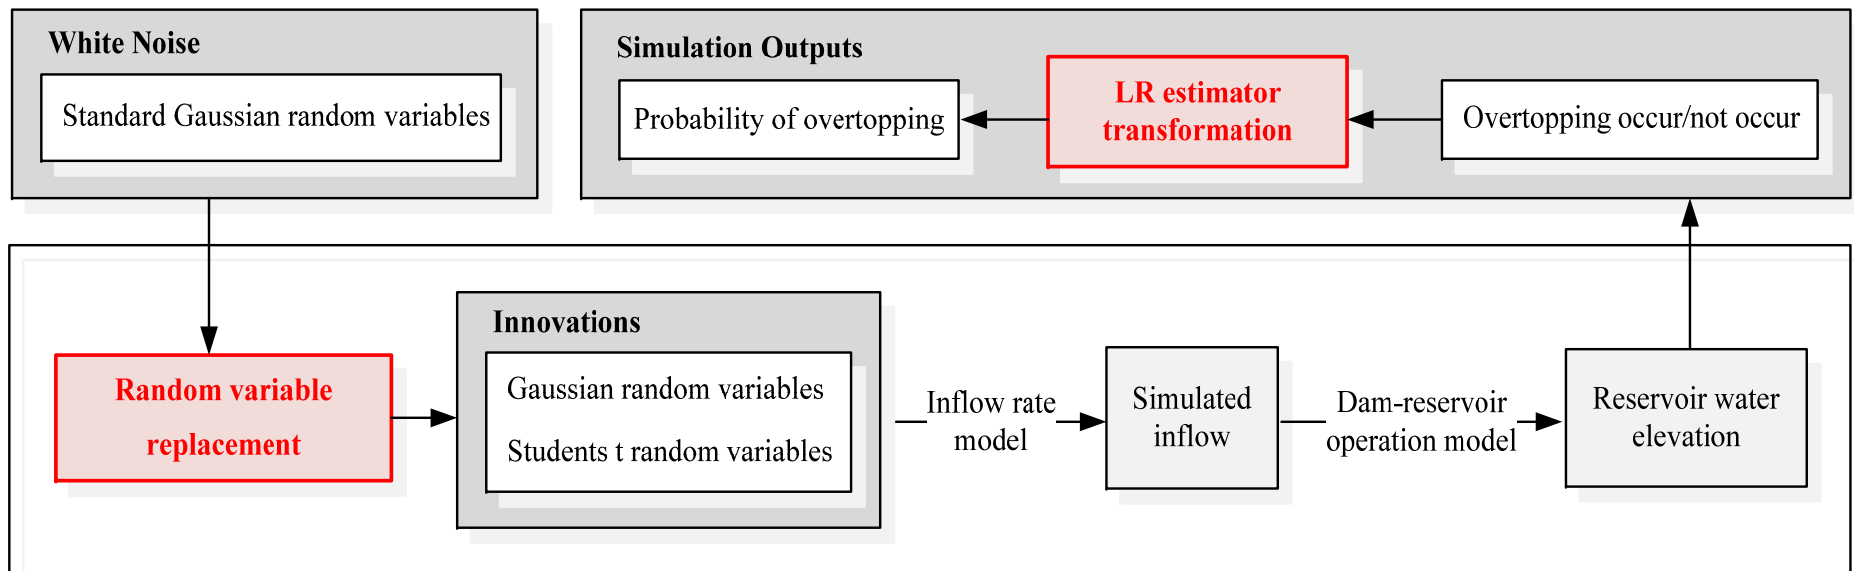 White Noise
Standard Gaussian random variables
Simulation Outputs
Probability of overtopping
LR estimator
transformation
Overtopping occur/not occur
Random variable
replacement
Innovations
Gaussian random variables
Students t random variables
Inflow rate
model
Simulated
inflow
Dam-reservoir
operation model
Reservoir water
elevation